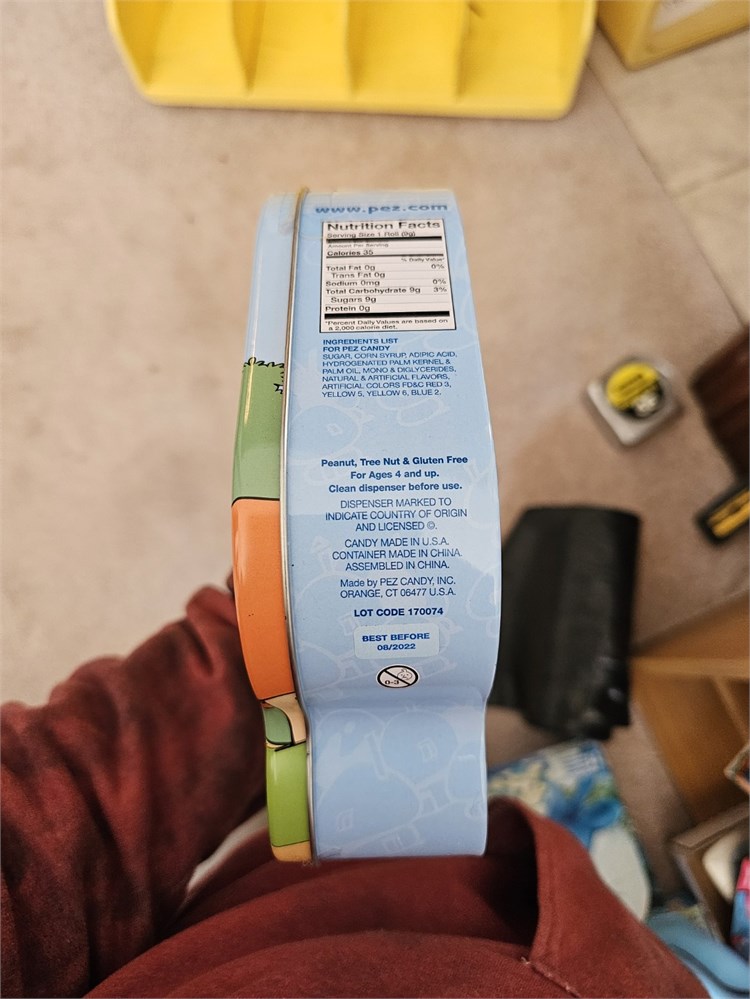 www.pez.com
Nutrition Facts
Serving Size 1 Roll (9g)
Amount Per Serving
Calories 35
% Daily Value*
Total Fat 0g 0%
Trans Fat 0g
Sodium 0mg 0%
Total Carbohydrate 9g 3%
Sugars 9g
Protein 0g
*Percent Daily Values are based on
a 2,000 calorie diet.
INGREDIENTS LIST
FOR PEZ CANDY
SUGAR, CORN SYRUP, ADIPIC ACID,
HYDROGENATED PALM KERNEL &
PALM OIL, MONO & DIGLYCERIDES,
NATURAL & ARTIFICIAL FLAVORS,
ARTIFICIAL COLORS FD&C RED 3,
YELLOW 5, YELLOW 6, BLUE 2.
Peanut, Tree Nut & Gluten Free
For Ages 4 and up.
Clean dispenser before use.
DISPENSER MARKED TO
INDICATE COUNTRY OF ORIGIN
AND LICENSED ©.
CANDY MADE IN U.S.A.
CONTAINER MADE IN CHINA.
ASSEMBLED IN CHINA.
Made by PEZ CANDY, INC.
ORANGE, CT 06477 U.S.A.
LOT CODE 170074
BEST BEFORE
08/2022
0-3